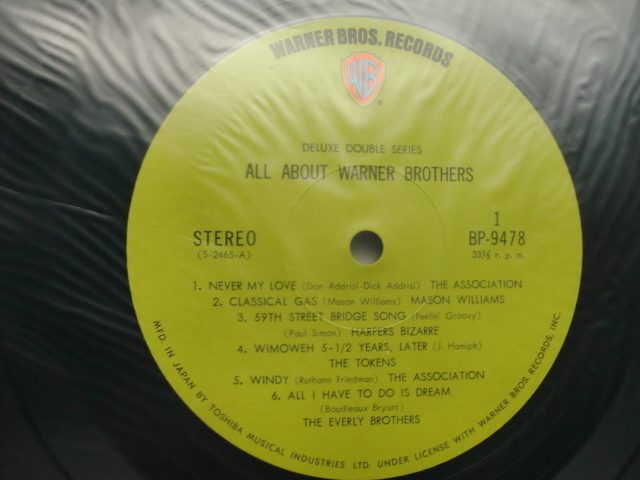 WARNER BROS. RECORDS
WB
®
DELUXE DOUBLE SERIES
ALL ABOUT WARNER BROTHERS
STEREO
(S-2465-A)
1
BP-9478
33⅓ r. p. m.
1. NEVER MY LOVE (Don Addrisi-Dick Addrisi) THE ASSOCIATION
2. CLASSICAL GAS (Mason Williams) MASON WILLIAMS
3. 59TH STREET BRIDGE SONG (Feelin' Groovy)
(Paul Simon) HARFERS BIZARRE
4. WIMOWEH 5-1/2 YEARS, LATER (J. Hamiph)
THE TOKENS
5. WINDY (Ruthann Friedman) THE ASSOCIATION
6. ALL I HAVE TO DO IS DREAM
(Boudleaux Bryant)
THE EVERLY BROTHERS
MFD. IN JAPAN BY TOSHIBA MUSICAL INDUSTRIES LTD. UNDER LICENSE WITH WARNER BROS. RECORDS, INC.